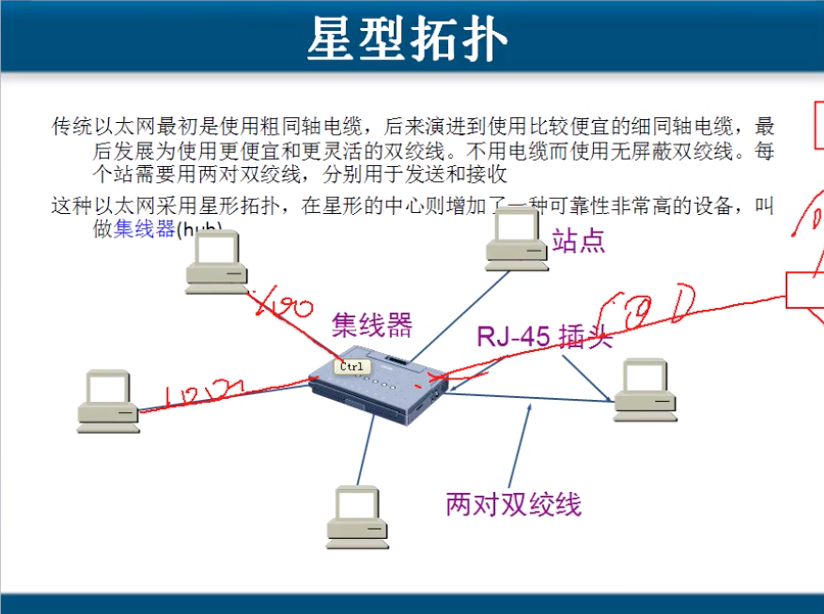 星型拓扑
传统以太网最初是使用粗同轴电缆，后来演进到使用比较便宜的细同轴电缆，最
后发展为使用更便宜和更灵活的双绞线。不用电缆而使用无屏蔽双绞线。每
个站需要用两对双绞线，分别用于发送和接收
这种以太网采用星形拓扑，在星形的中心则增加了一种可靠性非常高的设备，叫
做集线器(hub)
站点
集线器
RJ-45 插头
Ctrl
两对双绞线